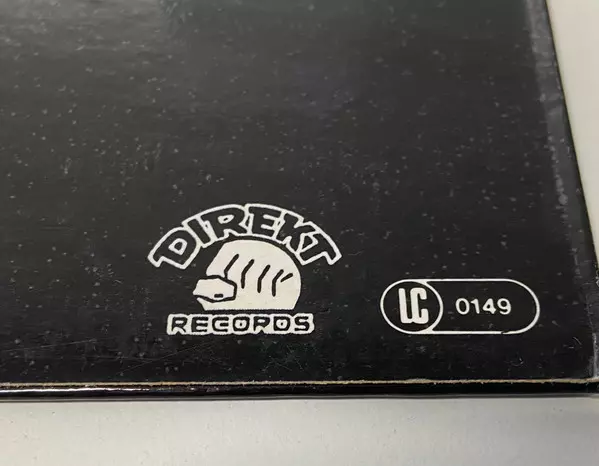 DIREKT
RECORDS
LC 0149